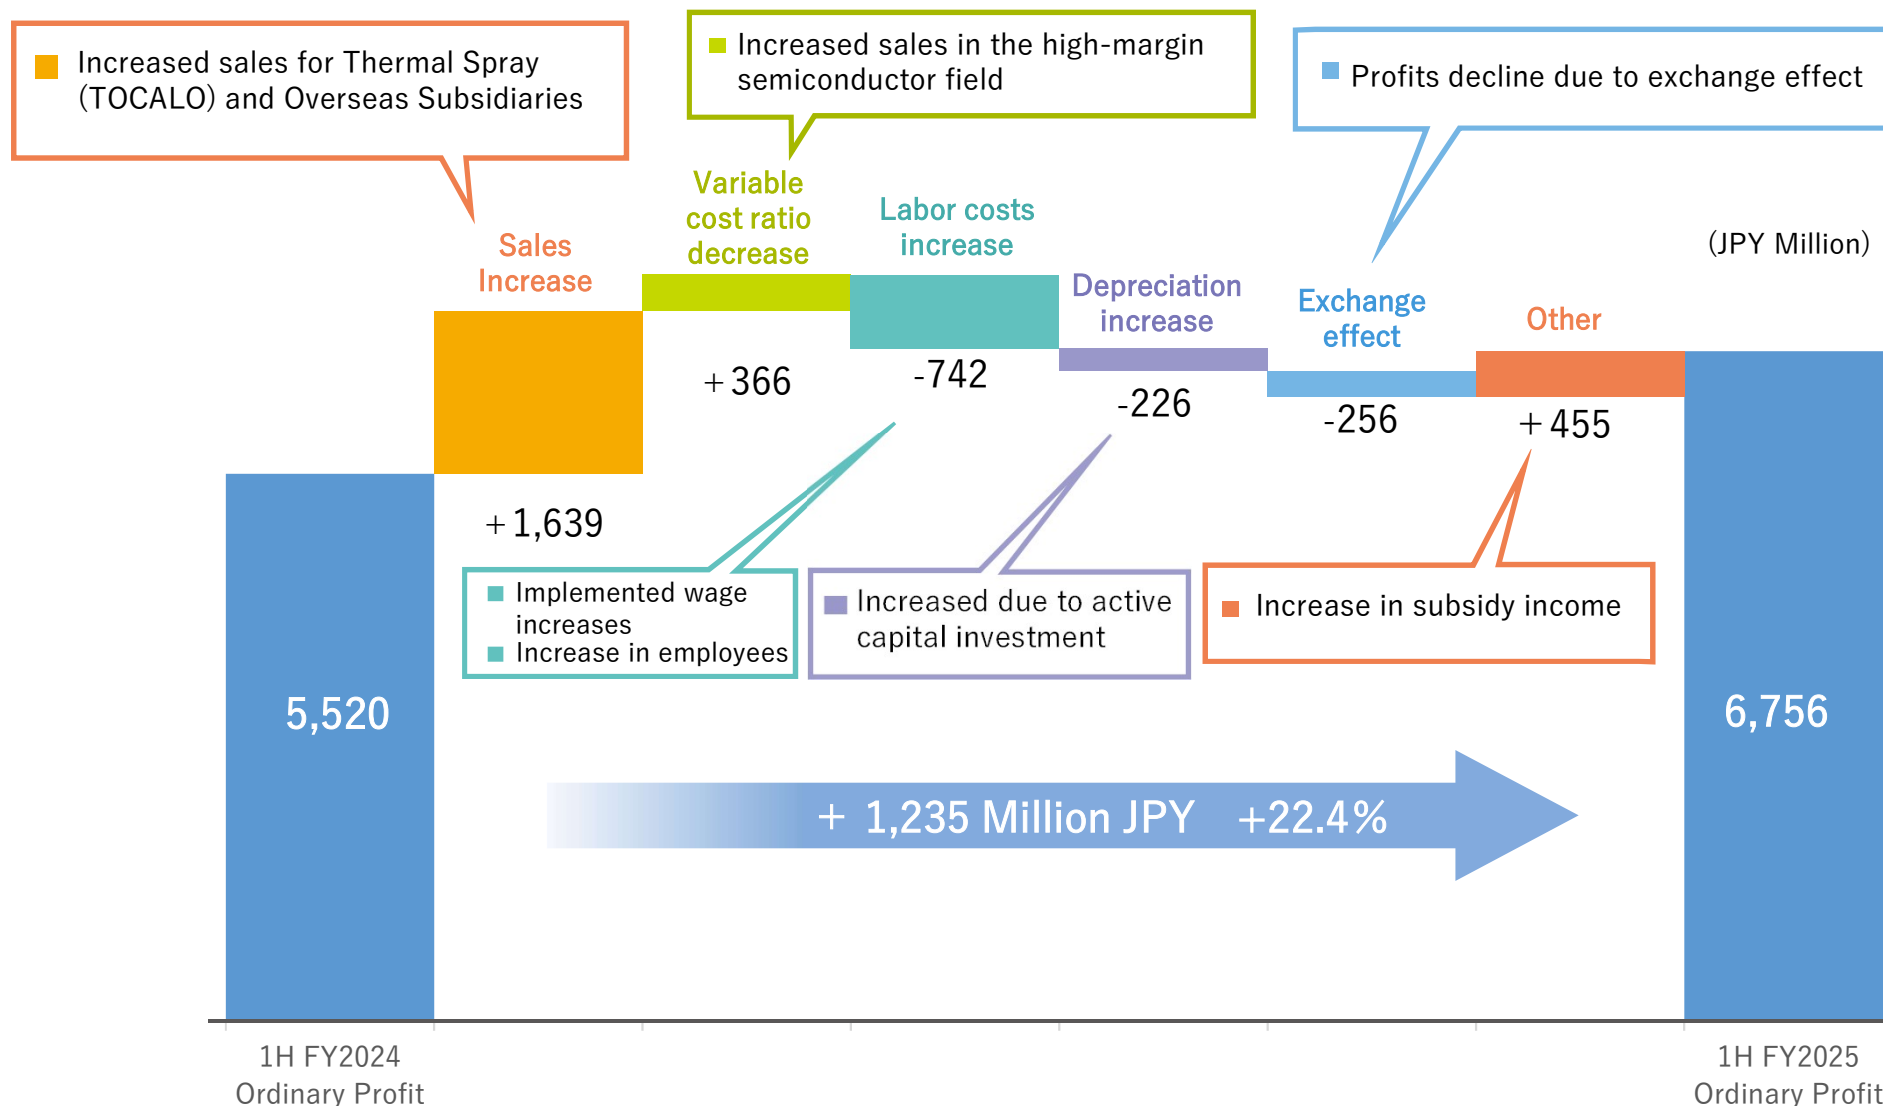 Increased sales for Thermal Spray
(TOCALO) and Overseas Subsidiaries
Increased sales in the high-margin
semiconductor field
Profits decline due to exchange effect
(JPY Million)
Sales
Increase
Variable
cost ratio
decrease
Labor costs
increase
Depreciation
increase
Exchange
effect
Other
+1,639
+366
-742
-226
-256
+455
Implemented wage
increases
Increase in employees
Increased due to active
capital investment
Increase in subsidy income
5,520
6,756
+ 1,235 Million JPY +22.4%
1H FY2024
Ordinary Profit
1H FY2025
Ordinary Profit